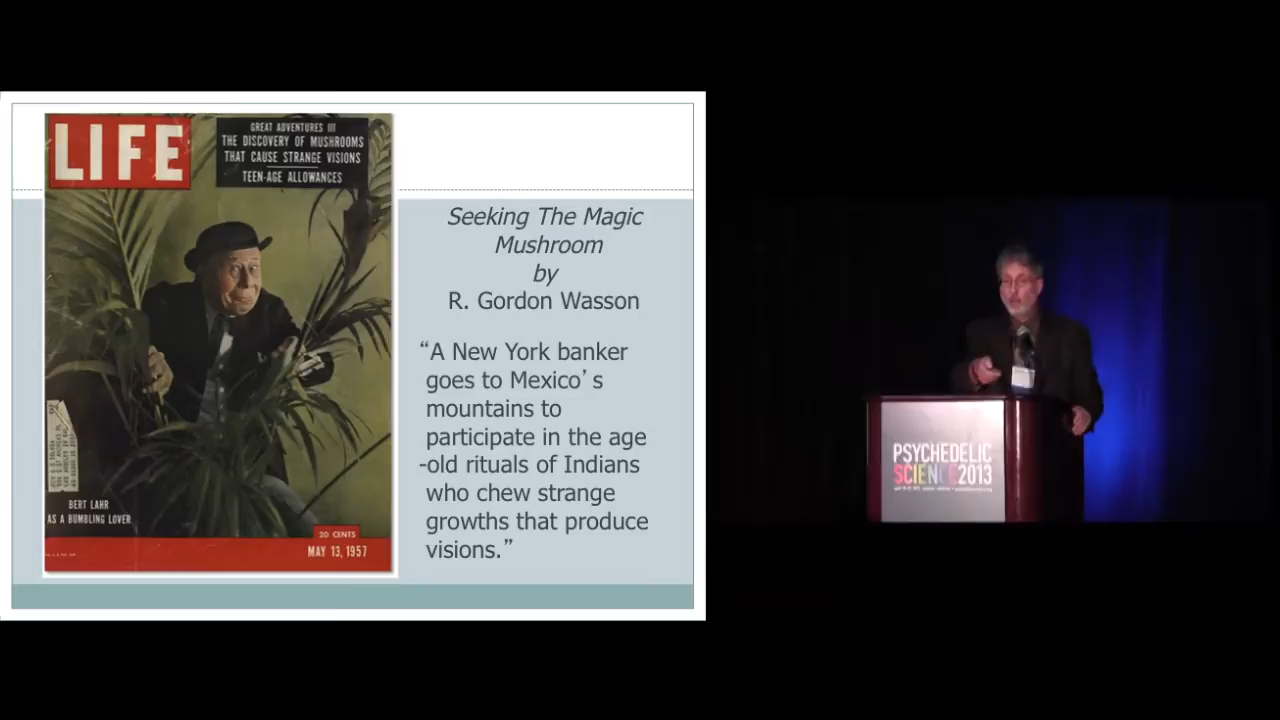 LIFE
GREAT ADVENTURES III
THE DISCOVERY OF MUSHROOMS
THAT CAUSE STRANGE VISIONS
TEEN-AGE ALLOWANCES
BERT LAHR
AS A BUMBLING LOVER
20 CENTS
MAY 13, 1957
Seeking The Magic
Mushroom
by
R. Gordon Wasson
“A New York banker
goes to Mexico’s
mountains to
participate in the age
-old rituals of Indians
who chew strange
growths that produce
visions.”
PSYCHEDELIC
SCIENCE2013